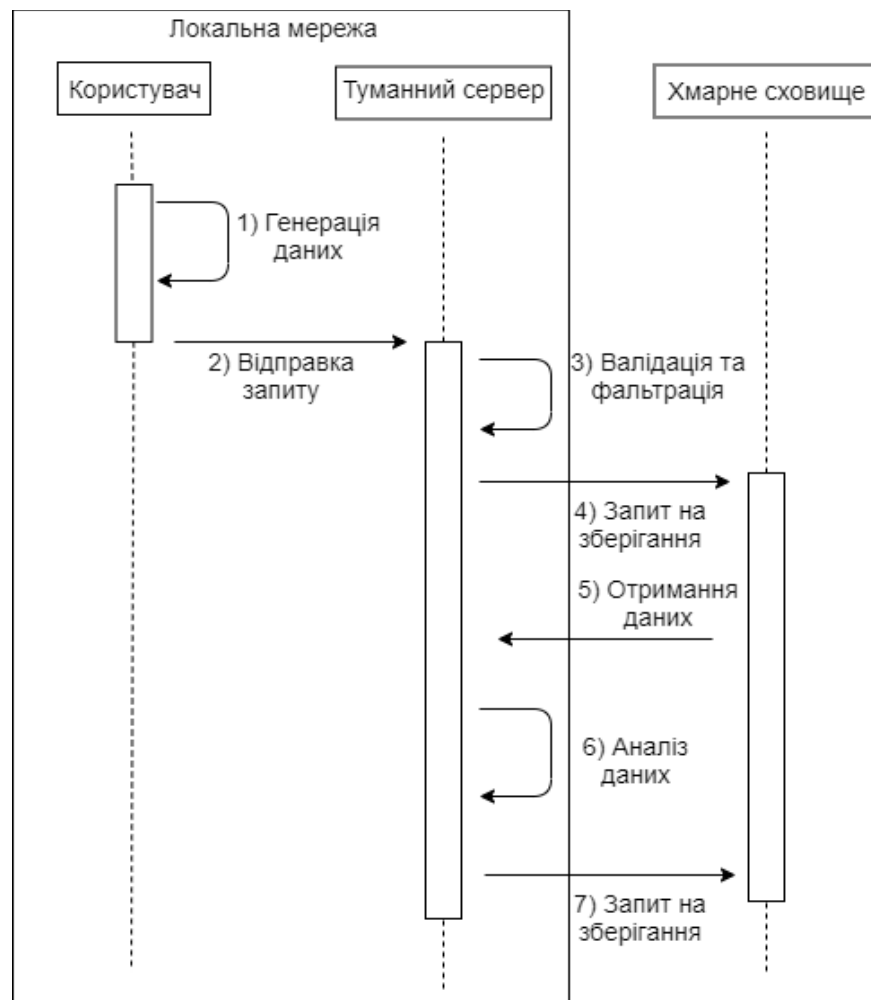 Локальна мережа
Користувач
Туманний сервер
Хмарне сховище
1) Генерація
даних
2) Відправка
запиту
3) Валідація та
фальтрація
4) Запит на
зберігання
5) Отримання
даних
6) Аналіз
даних
7) Запит на
зберігання